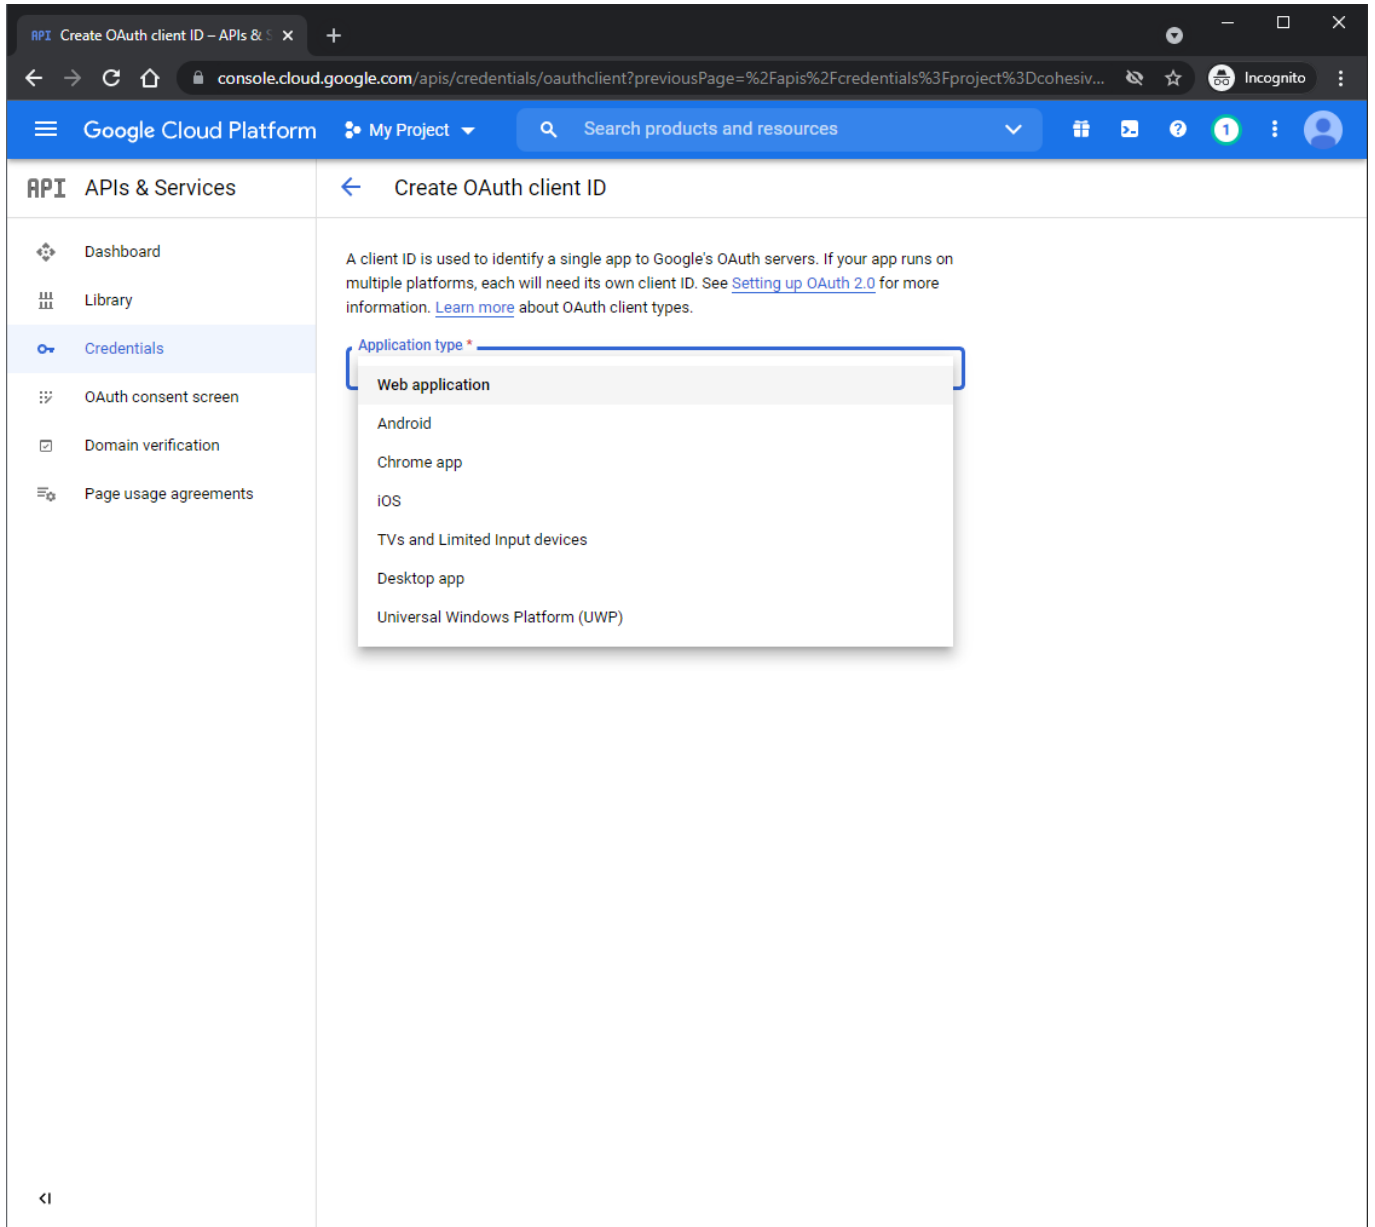 API Create OAuth client ID – APIs & S
console.cloud.google.com/apis/credentials/oauthclient?previousPage=%2Fapis%2Fcredentials%3Fproject%3Dcohesiv...
Incognito
Google Cloud Platform
My Project
Search products and resources
1
API APIs & Services
Create OAuth client ID
Dashboard
Library
Credentials
OAuth consent screen
Domain verification
Page usage agreements
A client ID is used to identify a single app to Google's OAuth servers. If your app runs on
multiple platforms, each will need its own client ID. See Setting up OAuth 2.0 for more
information. Learn more about OAuth client types.
Application type *
Web application
Android
Chrome app
iOS
TVs and Limited Input devices
Desktop app
Universal Windows Platform (UWP)